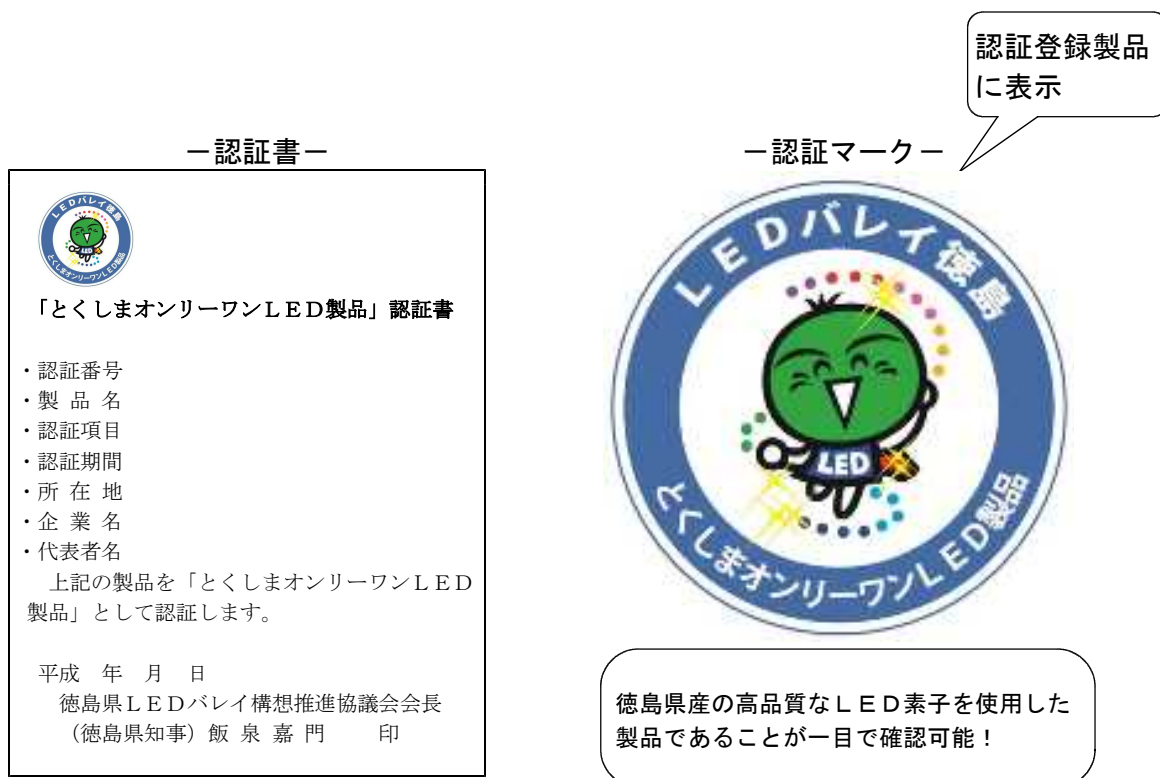 認証登録製品
に表示
－認証書－
ＬＥＤバレイ徳島
とくしまオンリーワンＬＥＤ製品
LED
「とくしまオンリーワンＬＥＤ製品」認証書
・認証番号
・製 品 名
・認証項目
・認証期間
・所 在 地
・企 業 名
・代表者名
　上記の製品を「とくしまオンリーワンＬＥＤ
製品」として認証します。
平成　年　月　日
徳島県ＬＥＤバレイ構想推進協議会会長
（徳島県知事）飯 泉 嘉 門　　印
－認証マーク－
ＬＥＤバレイ徳島
LED
とくしまオンリーワンＬＥＤ製品
徳島県産の高品質なＬＥＤ素子を使用した
製品であることが一目で確認可能！